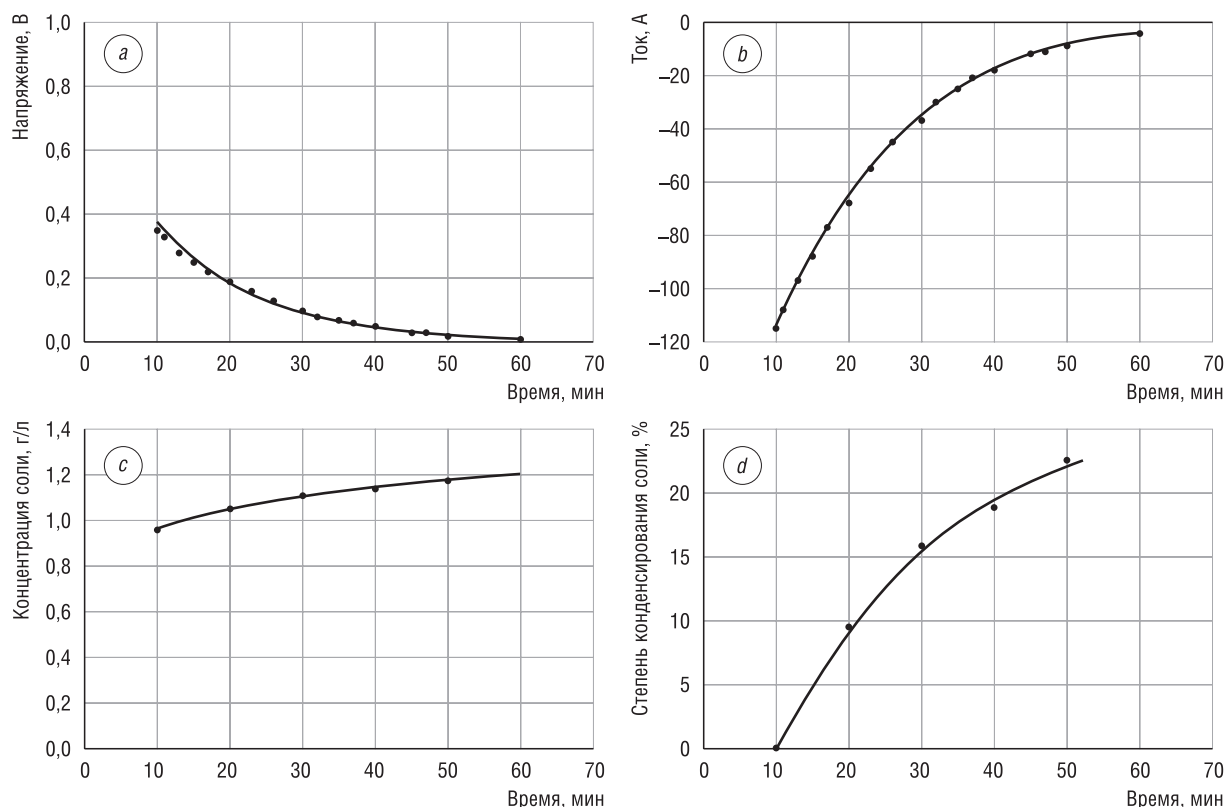 Напряжение, В
1,0
0,8
0,6
0,4
0,2
0,0
0 10 20 30 40 50 60 70
Время, мин
a
Ток, А
–0
–20
–40
–60
–80
–100
–120
0 10 20 30 40 50 60 70
Время, мин
b
Концентрация соли, г/л
1,4
1,2
1,0
0,8
0,6
0,4
0,2
0,0
0 10 20 30 40 50 60 70
Время, мин
c
Степень конденсирования соли, %
25
20
15
10
5
0
0 10 20 30 40 50 60 70
Время, мин
d